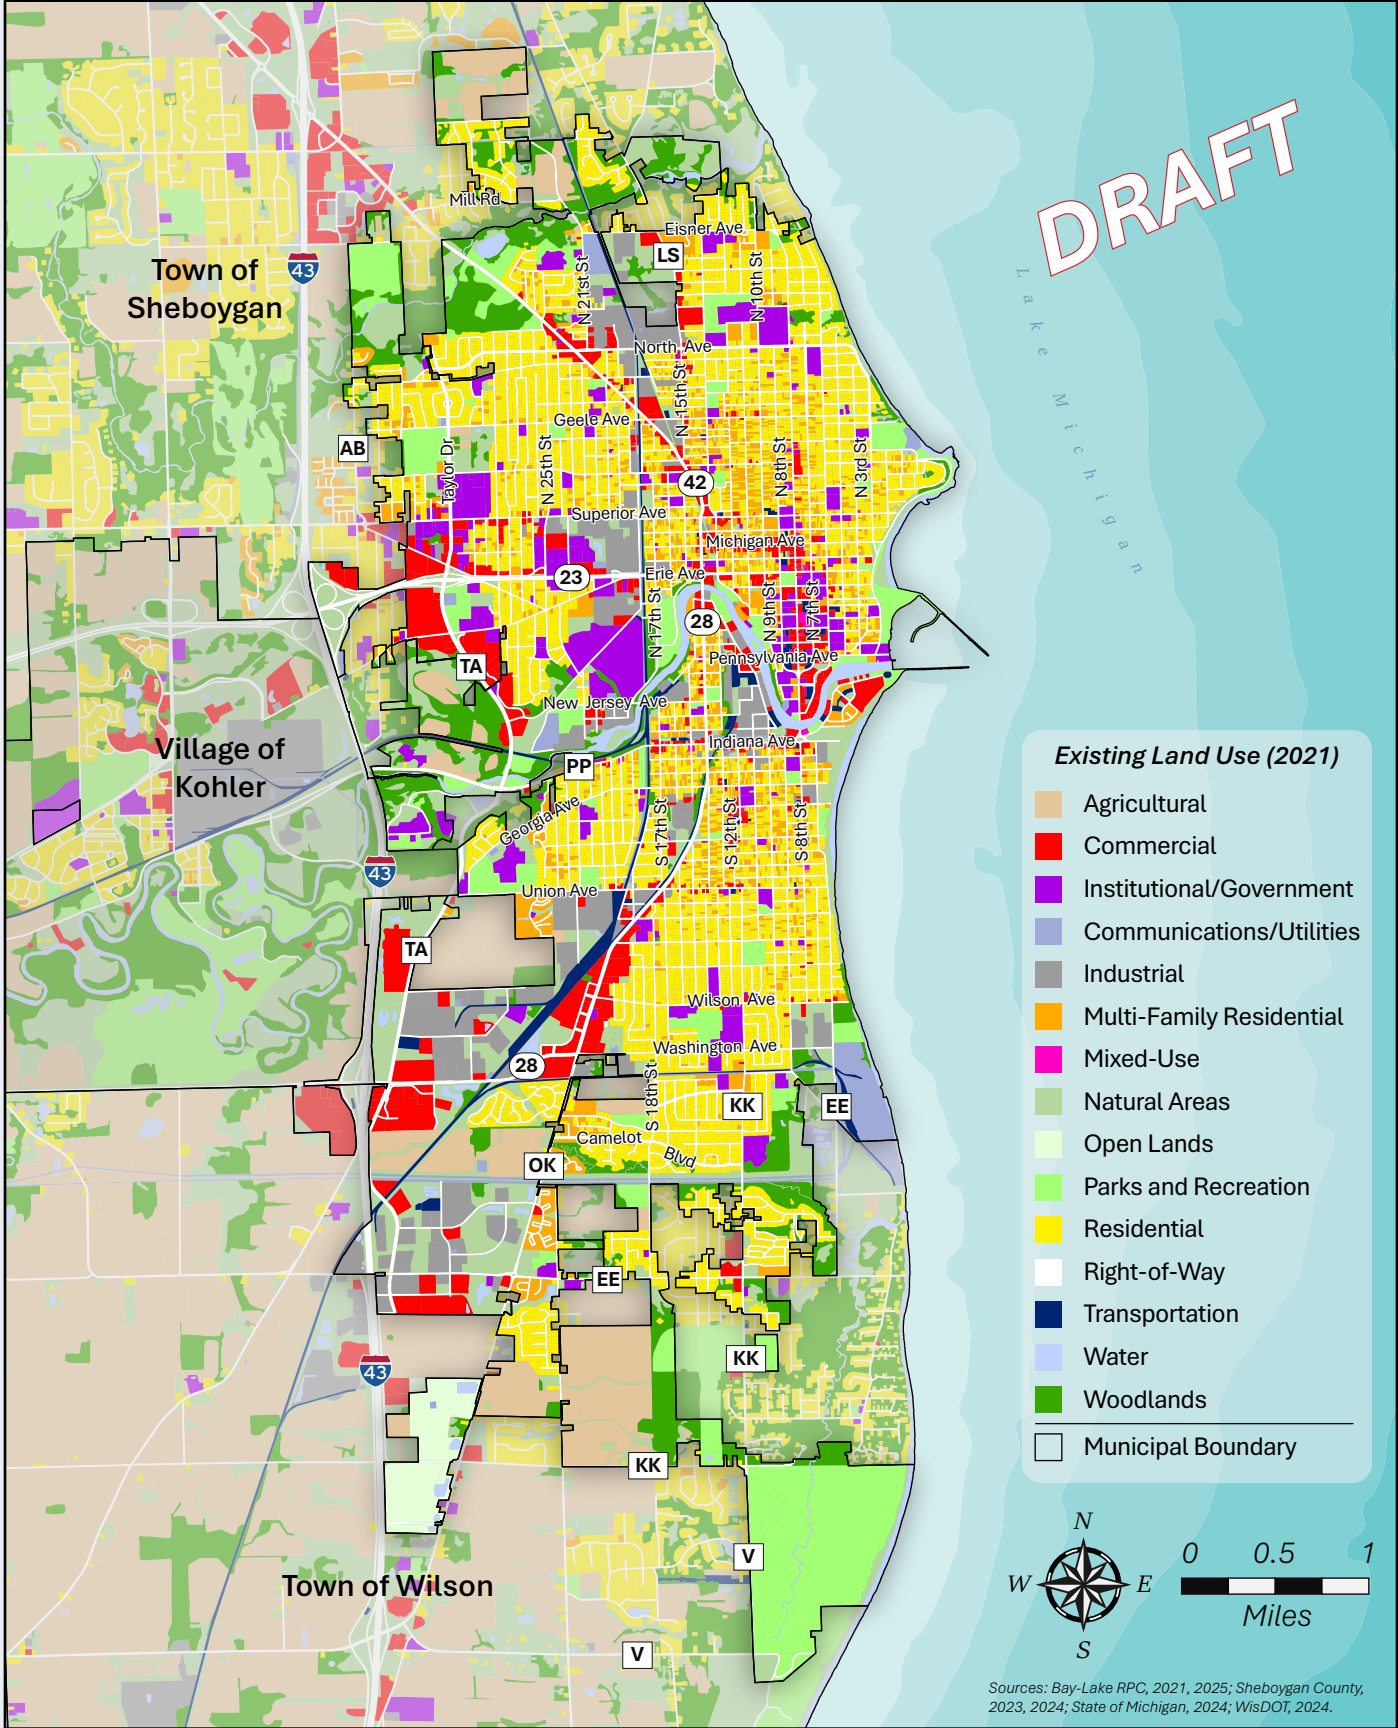 DRAFT
Mill Rd
Eisner Ave
LS
Town of
Sheboygan
43
N 21st St
N 10th St
Lake Michigan
North Ave
N 15th St
Geele Ave
AB
Taylor Dr
N 25th St
N 8th St
N 3rd St
42
Superior Ave
Michigan Ave
23
Erie Ave
N 17th St
28
N 9th St
N 7th St
Pennsylvania Ave
TA
New Jersey Ave
Village of
Kohler
Indiana Ave
PP
Georgia Ave
S 17th St
S 12th St
S 8th St
43
Union Ave
TA
Wilson Ave
Washington Ave
28
S 18th St
KK
EE
Camelot
Blvd
OK
EE
KK
43
KK
V
Town of Wilson
V
Existing Land Use (2021)
Agricultural
Commercial
Institutional/Government
Communications/Utilities
Industrial
Multi-Family Residential
Mixed-Use
Natural Areas
Open Lands
Parks and Recreation
Residential
Right-of-Way
Transportation
Water
Woodlands
Municipal Boundary
N
W
E
S
0 0.5 1
Miles
Sources: Bay-Lake RPC, 2021, 2025; Sheboygan County,
2023, 2024; State of Michigan, 2024; WisDOT, 2024.